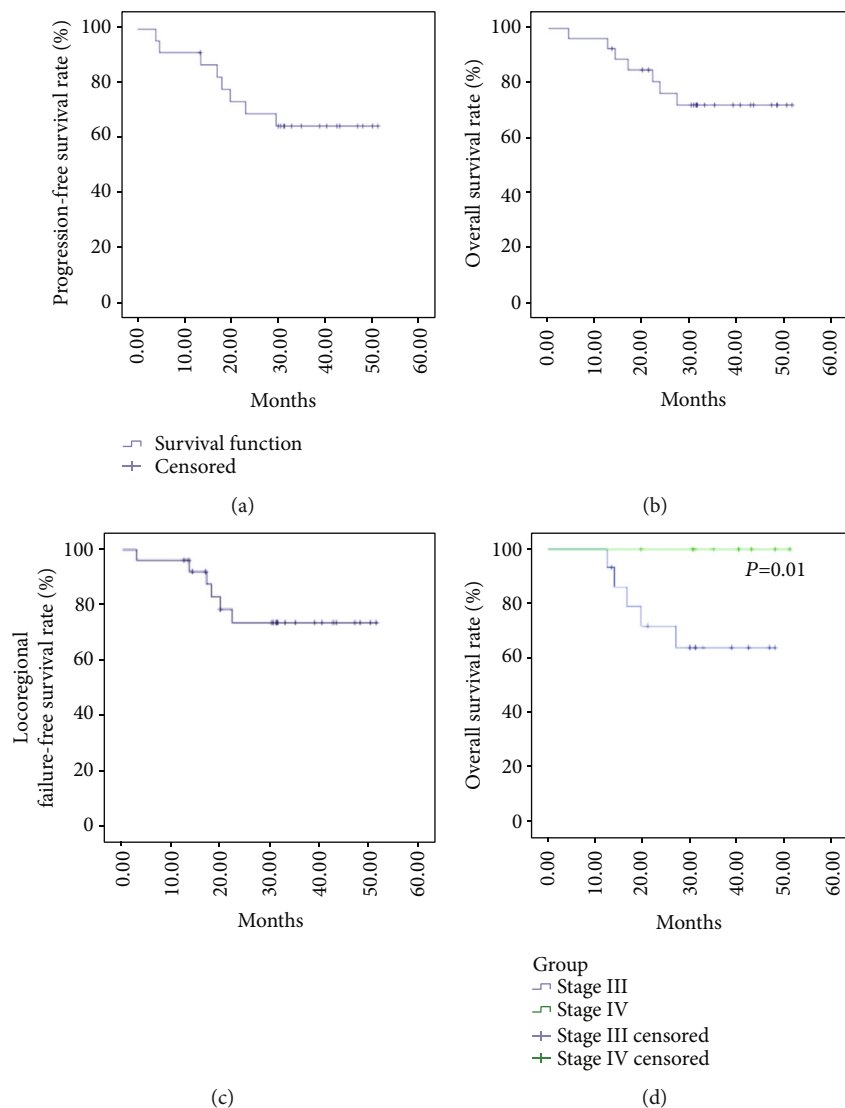 Progression-free survival rate (%)
100
80
60
40
20
0
0.00
10.00
20.00
30.00
40.00
50.00
60.00
Months
Survival function
Censored
(a)
Overall survival rate (%)
100
80
60
40
20
0
0.00
10.00
20.00
30.00
40.00
50.00
60.00
Months
(b)
Locoregional
failure-free survival rate (%)
100
80
60
40
20
0
0.00
10.00
20.00
30.00
40.00
50.00
60.00
Months
(c)
Overall survival rate (%)
100
80
60
40
20
0
P=0.01
0.00
10.00
20.00
30.00
40.00
50.00
60.00
Months
Group
Stage III
Stage IV
Stage III censored
Stage IV censored
(d)